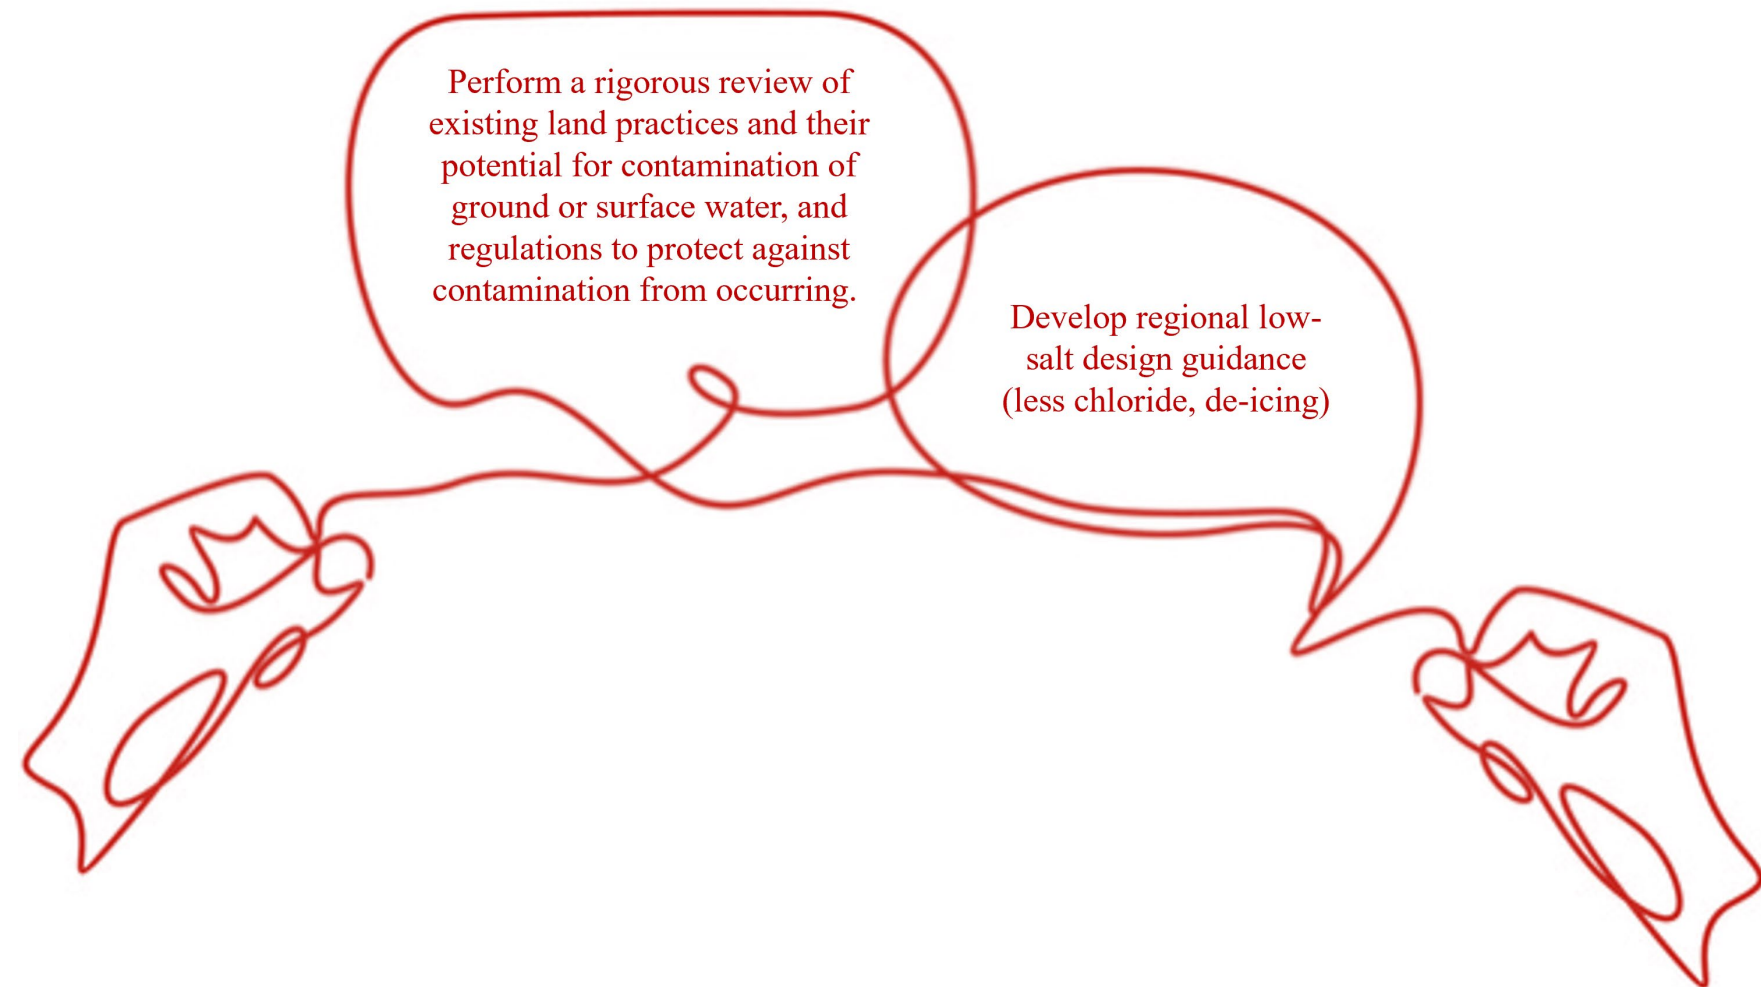 Perform a rigorous review of
existing land practices and their
potential for contamination of
ground or surface water, and
regulations to protect against
contamination from occurring.
Develop regional low-
salt design guidance
(less chloride, de-icing)